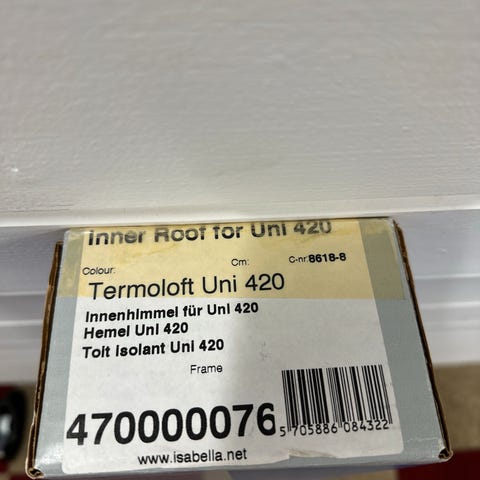 Inner Roof for Uni 420
Colour: Cm: C-nr:8618-8
Termoloft Uni 420
Innenhimmel für Uni 420
Hemel Uni 420
Toit Isolant Uni 420
Frame
470000076
5 705886 084322
www.isabella.net